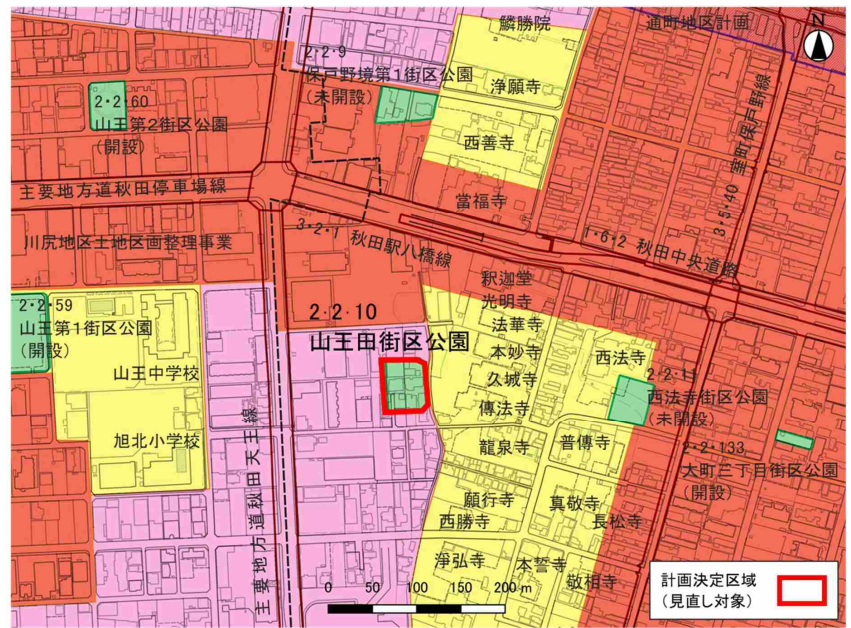 鱗勝院
通町地区計画
N
2・2・9
保戸野境第1街区公園
(未開設)
浄願寺
2・2・60
山王第2街区公園
(開設)
西善寺
3・5・40 室町保戸野線
主要地方道秋田停車場線
當福寺
川尻地区土地区画整理事業
3・2・1 秋田駅八橋線
1・6・2 秋田中央道路
釈迦堂
光明寺
2・2・59
山王第1街区公園
(開設)
2・2・10
山王田街区公園
法華寺
本妙寺
西法寺
山王中学校
久城寺
2・2・11
西法寺街区公園
(未開設)
傳法寺
旭北小学校
龍泉寺
普傳寺
2・2・133
大町三丁目街区公園
(開設)
主要地方道秋田天王線
願行寺
西勝寺
真敬寺
長松寺
淨弘寺
本誓寺
敬相寺
0 50 100 150 200 m
計画決定区域
(見直し対象)